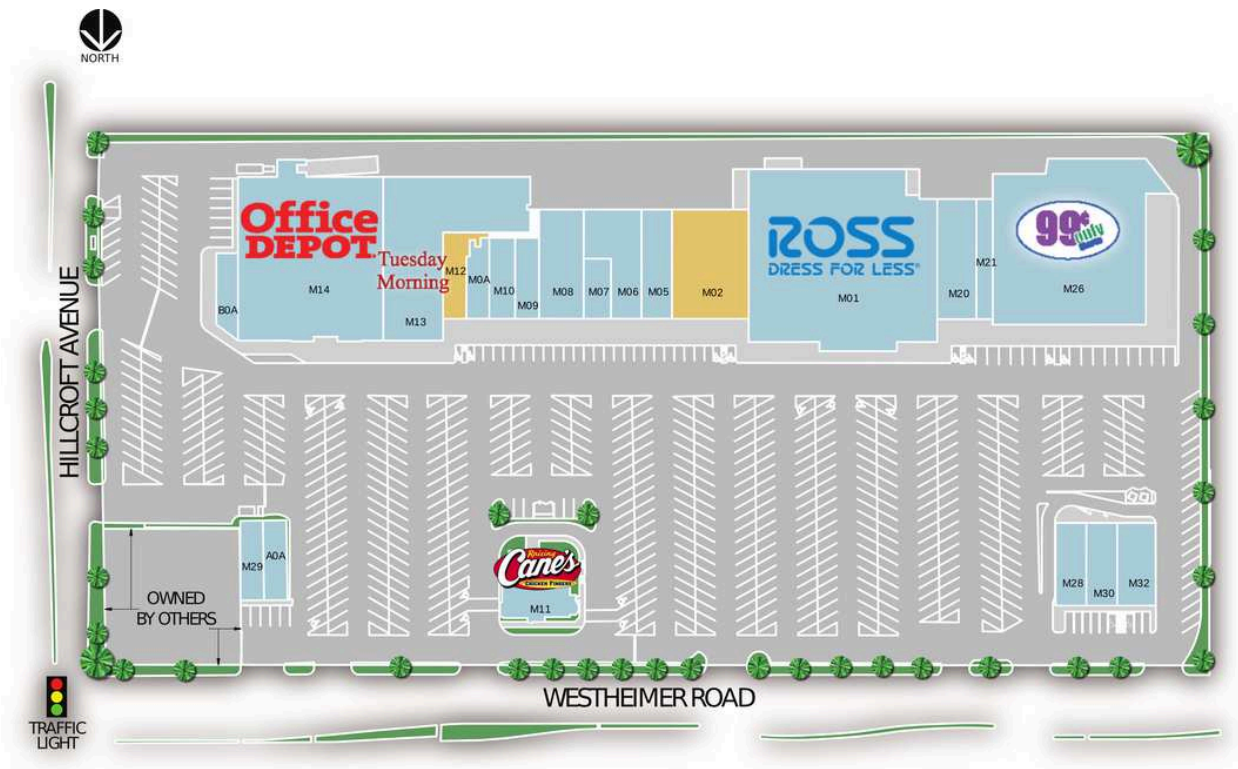 NORTH
Office
DEPOT.
Tuesday
Morning
ROSS
DRESS FOR LESS®
99¢
only
B0A
M14
M13
M12
M0A
M10
M09
M08
M07
M06
M05
M02
M01
M20
M21
M26
HILLCROFT AVENUE
M29
A0A
OWNED
BY OTHERS
Raising
Cane's
CHICKEN FINGERS
M11
M28
M30
M32
WESTHEIMER ROAD
TRAFFIC
LIGHT